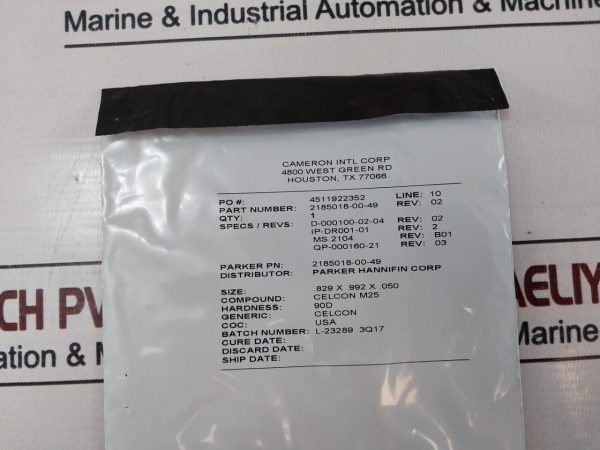 Marine & Industrial Automation & Machine
CAMERON INTL CORP
4800 WEST GREEN RD
HOUSTON, TX 77066
PO #: 4511922352 LINE: 10
PART NUMBER: 2185018-00-49 REV: 02
QTY: 1
SPECS / REVS: D-000100-02-04 REV: 02
IP-DR001-01 REV: 2
MS.2104 REV: B01
QP-000160-21 REV: 03
PARKER PN: 2185018-00-49
DISTRIBUTOR: PARKER HANNIFIN CORP
SIZE: .829 X .992 X .050
COMPOUND: CELCON M25
HARDNESS: 90D
GENERIC: CELCON
COC: USA
BATCH NUMBER: L-23289 3Q17
CURE DATE:
DISCARD DATE:
SHIP DATE:
CH PV
AELIY
Marine
ation & M